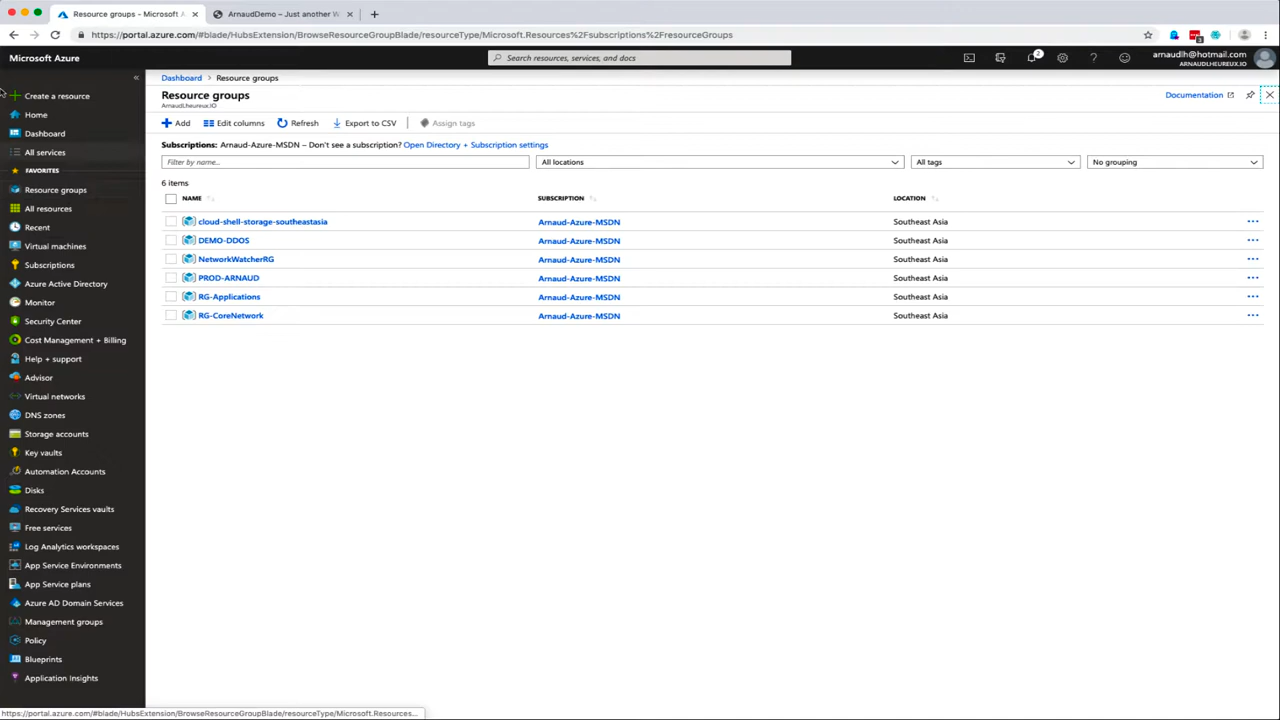 Resource groups - Microsoft A
ArnaudDemo – Just another W
https://portal.azure.com/#blade/HubsExtension/BrowseResourceGroupBlade/resourceType/Microsoft.Resources%2Fsubscriptions%2FresourceGroups
Microsoft Azure
Search resources, services, and docs
2
arnaudlh@hotmail.com
ARNAUDLHEUREUX.IO
Create a resource
Home
Dashboard
All services
FAVORITES
Resource groups
All resources
Recent
Virtual machines
Subscriptions
Azure Active Directory
Monitor
Security Center
Cost Management + Billing
Help + support
Advisor
Virtual networks
DNS zones
Storage accounts
Key vaults
Automation Accounts
Disks
Recovery Services vaults
Free services
Log Analytics workspaces
App Service Environments
App Service plans
Azure AD Domain Services
Management groups
Policy
Blueprints
Application Insights
Dashboard Resource groups
Resource groups
ArnaudLheureux.IO
Documentation
Add Edit columns Refresh Export to CSV Assign tags
Subscriptions: Arnaud-Azure-MSDN – Don't see a subscription? Open Directory + Subscription settings
Filter by name... All locations All tags No grouping
6 items
NAME SUBSCRIPTION LOCATION
cloud-shell-storage-southeastasia Arnaud-Azure-MSDN Southeast Asia
DEMO-DDOS Arnaud-Azure-MSDN Southeast Asia
NetworkWatcherRG Arnaud-Azure-MSDN Southeast Asia
PROD-ARNAUD Arnaud-Azure-MSDN Southeast Asia
RG-Applications Arnaud-Azure-MSDN Southeast Asia
RG-CoreNetwork Arnaud-Azure-MSDN Southeast Asia
https://portal.azure.com/#blade/HubsExtension/BrowseResourceGroupBlade/resourceType/Microsoft.Resources...